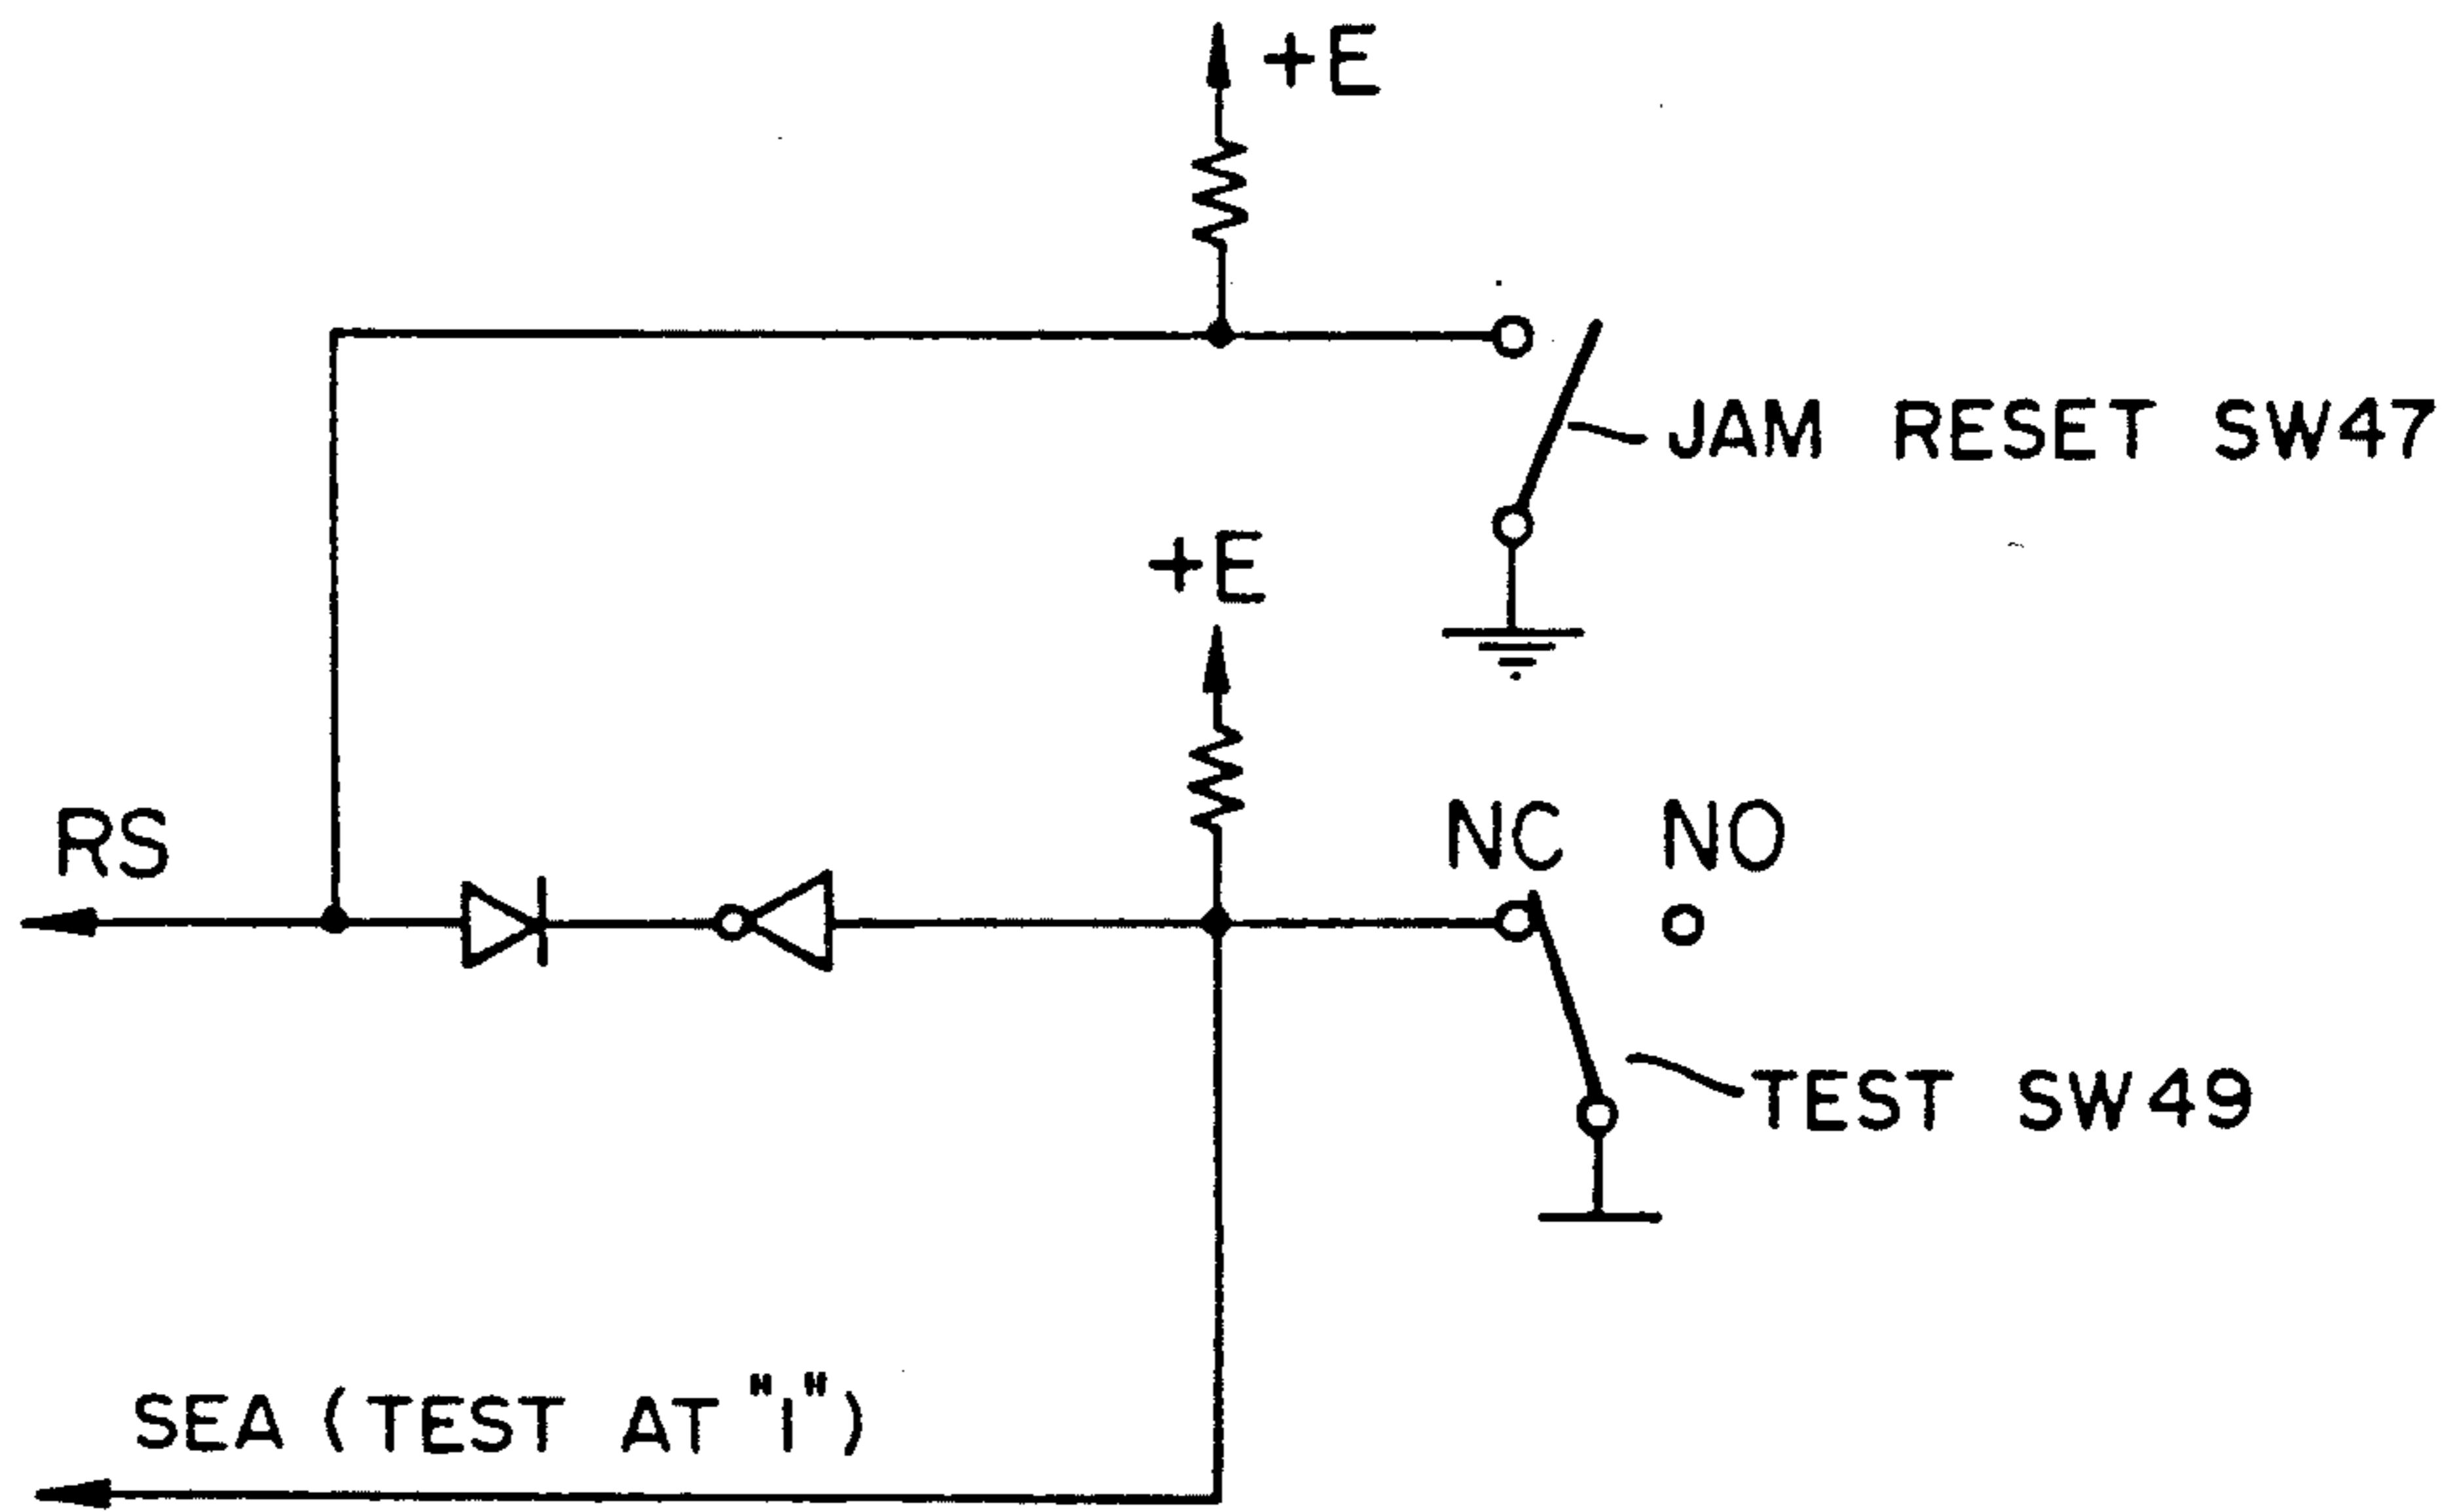 +E
JAM RESET SW47
+E
RS
NC NO
TEST SW49
SEA (TEST AT "1")